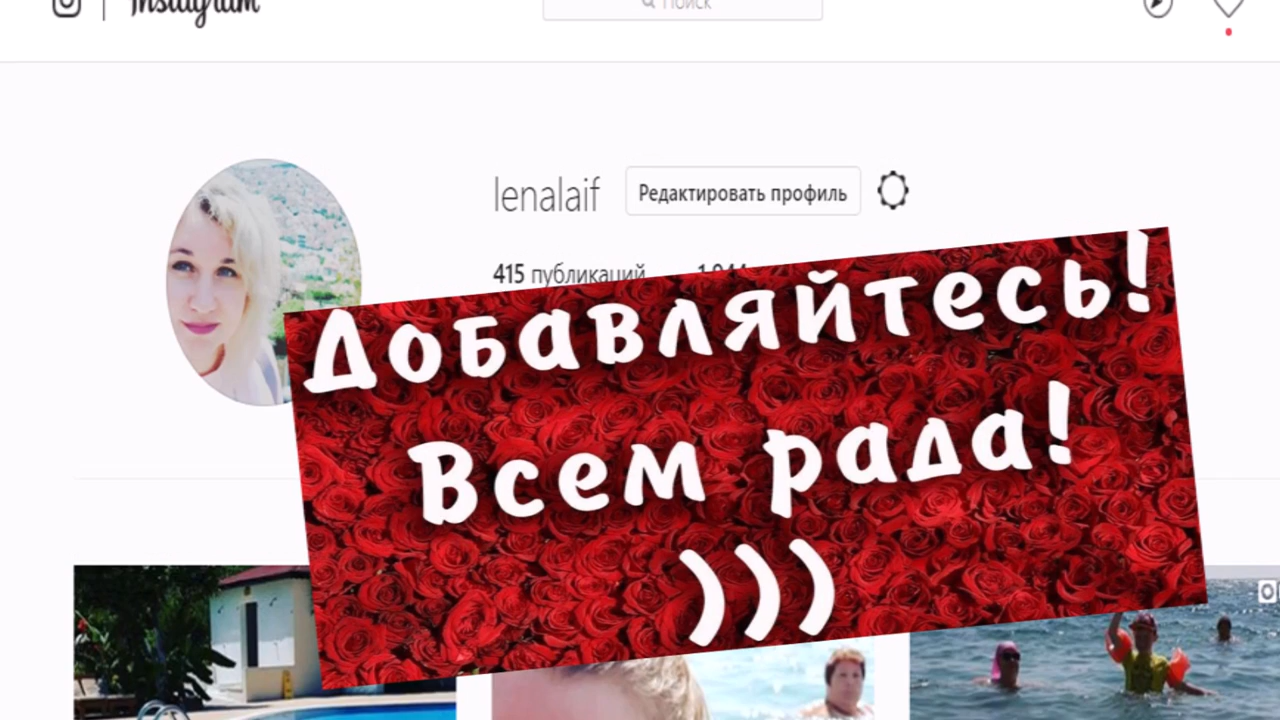 Instagram
Поиск
lenalaif
Редактировать профиль
415 публикаций
Добавляйтесь!
Всем рада!
)))